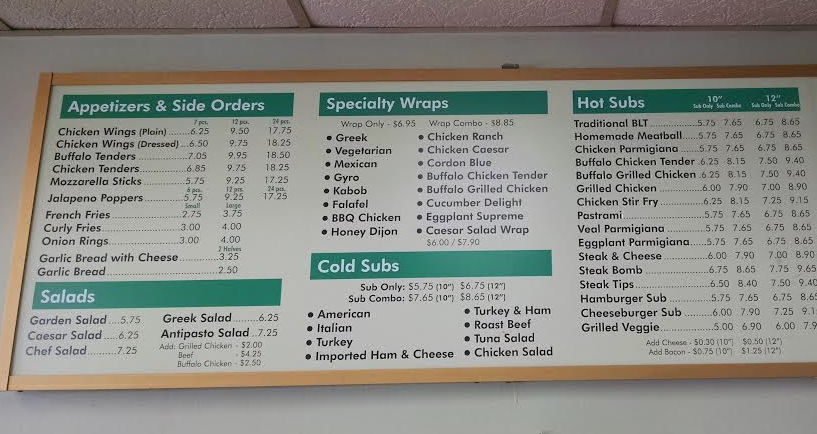 Appetizers & Side Orders
7 pcs. 12 pcs. 24 pcs.
Chicken Wings (Plain) ........6.25 9.50 17.75
Chicken Wings (Dressed) ..6.50 9.75 18.25
Buffalo Tenders ................7.05 9.95 18.50
Chicken Tenders................6.85 9.75 18.25
Mozzarella Sticks ..............5.75 9.25 17.25
6 pcs. 12 pcs. 24 pcs.
Jalapeno Poppers..............5.75 9.25 17.25
Small Large
French Fries ....................2.75 3.75
Curly Fries......................3.00 4.00
Onion Rings....................3.00 4.00
2 Halves
Garlic Bread with Cheese..........3.25
Garlic Bread............................2.50
Salads
Garden Salad ....5.75
Caesar Salad ....6.25
Chef Salad..........7.25
Greek Salad ........6.25
Antipasto Salad ..7.25
Add: Grilled Chicken - $2.00
Beef - $4.25
Buffalo Chicken - $2.50
Specialty Wraps
Wrap Only - $6.95 Wrap Combo - $8.85
• Greek
• Vegetarian
• Mexican
• Gyro
• Kabob
• Falafel
• BBQ Chicken
• Honey Dijon
• Chicken Ranch
• Chicken Caesar
• Cordon Blue
• Buffalo Chicken Tender
• Buffalo Grilled Chicken
• Cucumber Delight
• Eggplant Supreme
• Caesar Salad Wrap
$6.00 / $7.90
Cold Subs
Sub Only: $5.75 (10") $6.75 (12")
Sub Combo: $7.65 (10") $8.65 (12")
• American
• Italian
• Turkey
• Imported Ham & Cheese
• Turkey & Ham
• Roast Beef
• Tuna Salad
• Chicken Salad
Hot Subs
10" 12"
Sub Only Sub Combo Sub Only Sub Combo
Traditional BLT..............5.75 7.65 6.75 8.65
Homemade Meatball......5.75 7.65 6.75 8.65
Chicken Parmigiana ......5.75 7.65 6.75 8.65
Buffalo Chicken Tender .6.25 8.15 7.50 9.40
Buffalo Grilled Chicken .6.25 8.15 7.50 9.40
Grilled Chicken ............6.00 7.90 7.00 8.90
Chicken Stir Fry............6.25 8.15 7.25 9.15
Pastrami......................5.75 7.65 6.75 8.65
Veal Parmigiana ..........5.75 7.65 6.75 8.65
Eggplant Parmigiana.....5.75 7.65 6.75 8.65
Steak & Cheese ............6.00 7.90 7.00 8.90
Steak Bomb ................6.75 8.65 7.75 9.65
Steak Tips....................6.50 8.40 7.50 9.40
Hamburger Sub ............5.75 7.65 6.75 8.65
Cheeseburger Sub ........6.00 7.90 7.25 9.1
Grilled Veggie..............5.00 6.90 6.00 7.9
Add Cheese - $0.30 (10") $0.50 (12")
Add Bacon - $0.75 (10") $1.25 (12")